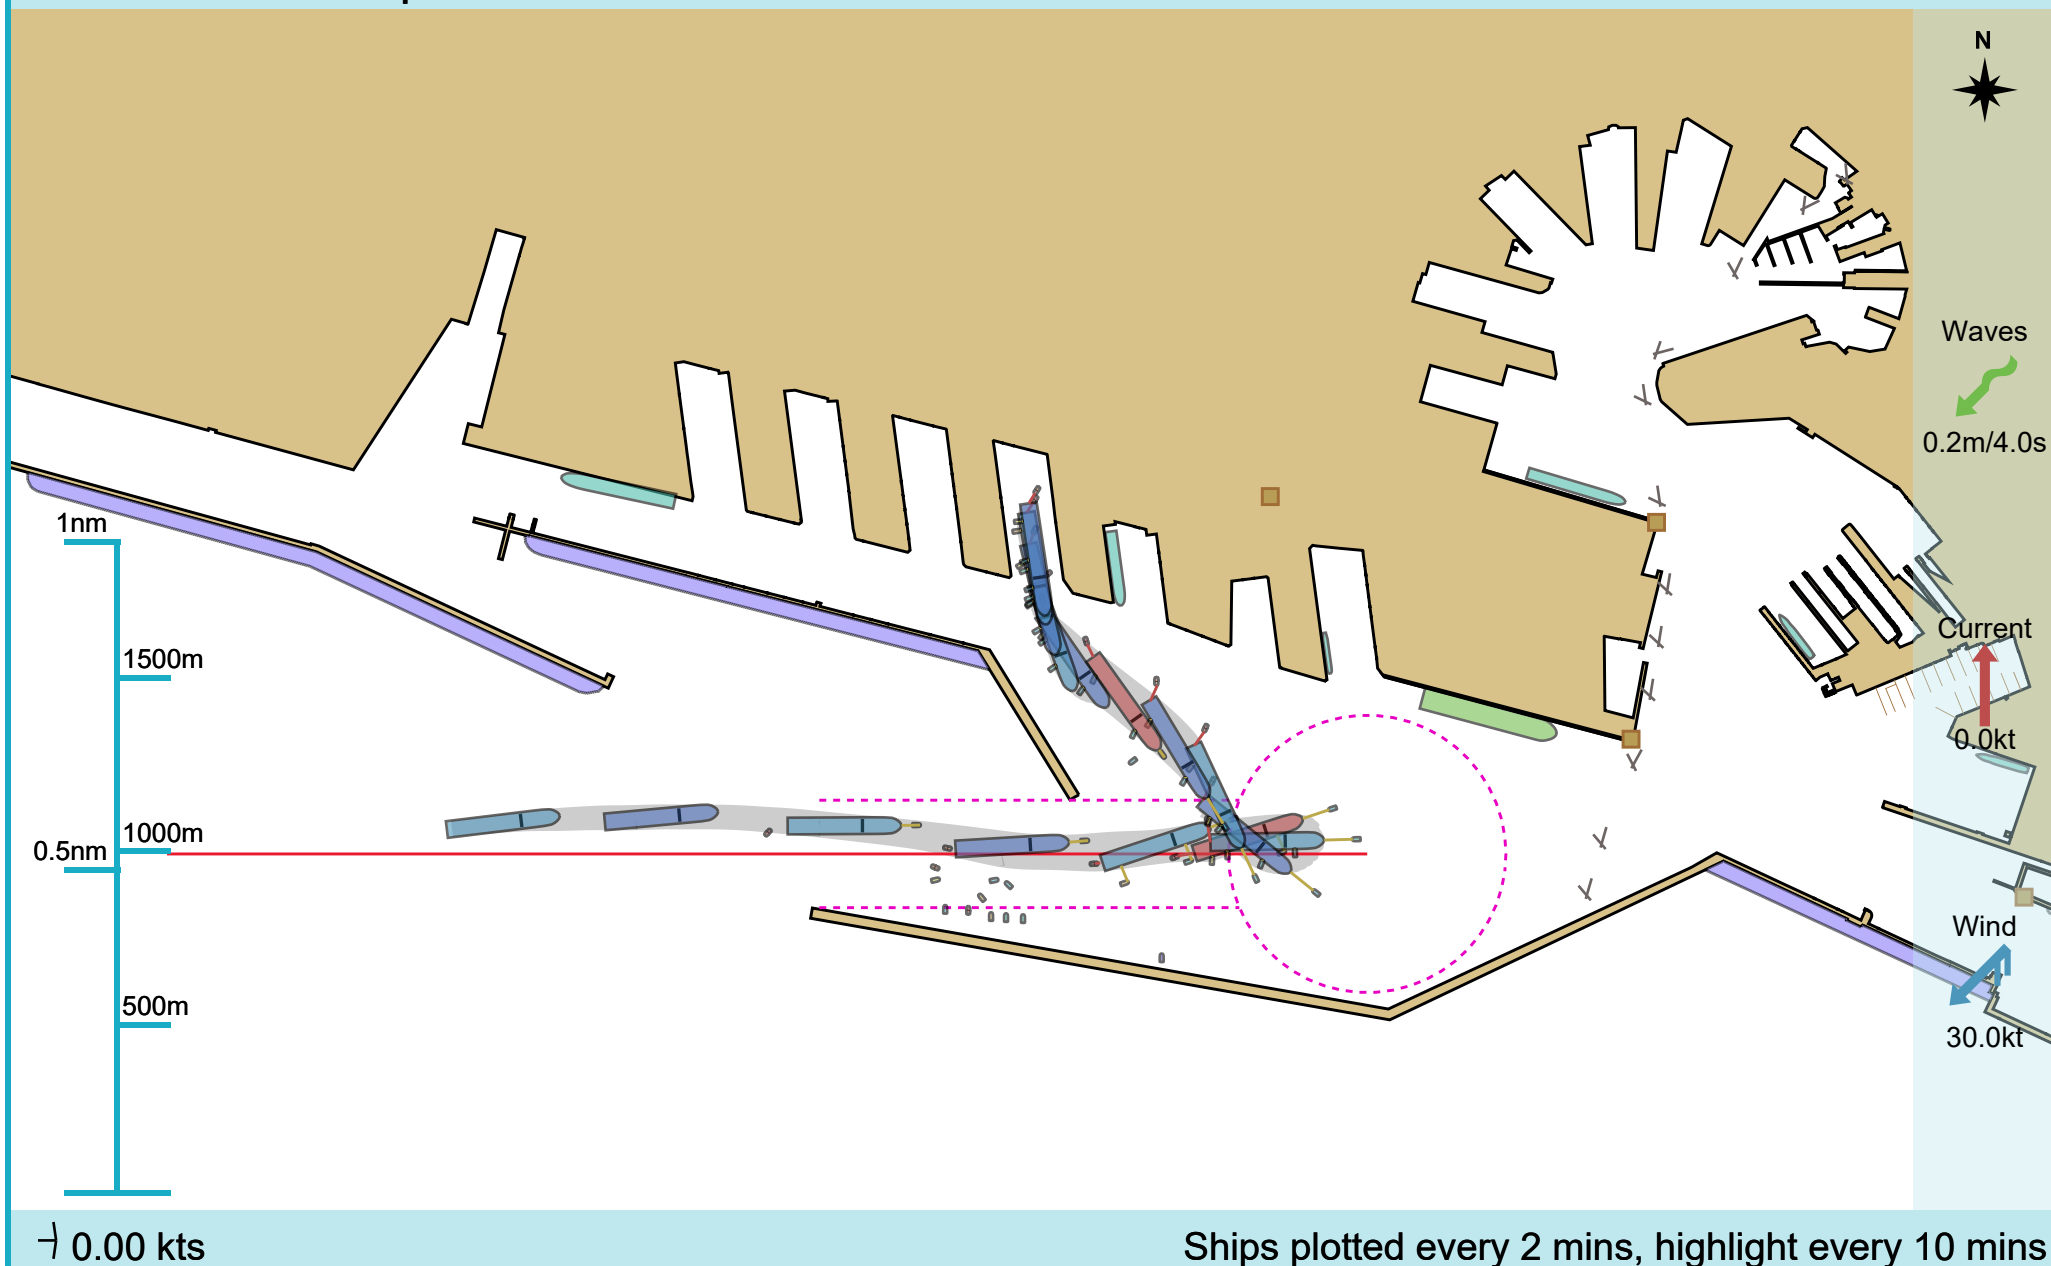 N
Waves
0.2m/4.0s
1nm
Current
1500m
0.0kt
1000m
0.5nm
Wind
500m
30.0kt
0.00 kts
Ships plotted every 2 mins, highlight every 10 mins